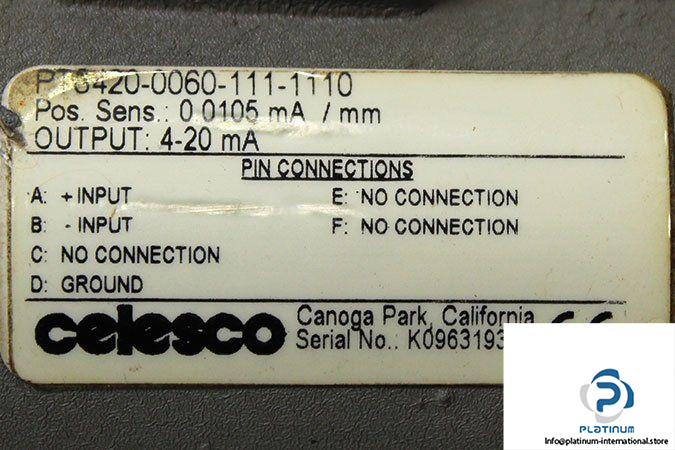 PT8420-0060-111-1110
Pos. Sens.: 0.0105 mA / mm
OUTPUT: 4-20 mA
PIN CONNECTIONS
A: + INPUT
B: - INPUT
C: NO CONNECTION
D: GROUND
E: NO CONNECTION
F: NO CONNECTION
celesco
Canoga Park, California
Serial No.: K0963193
PLATINUM
Info@platinum-international.store